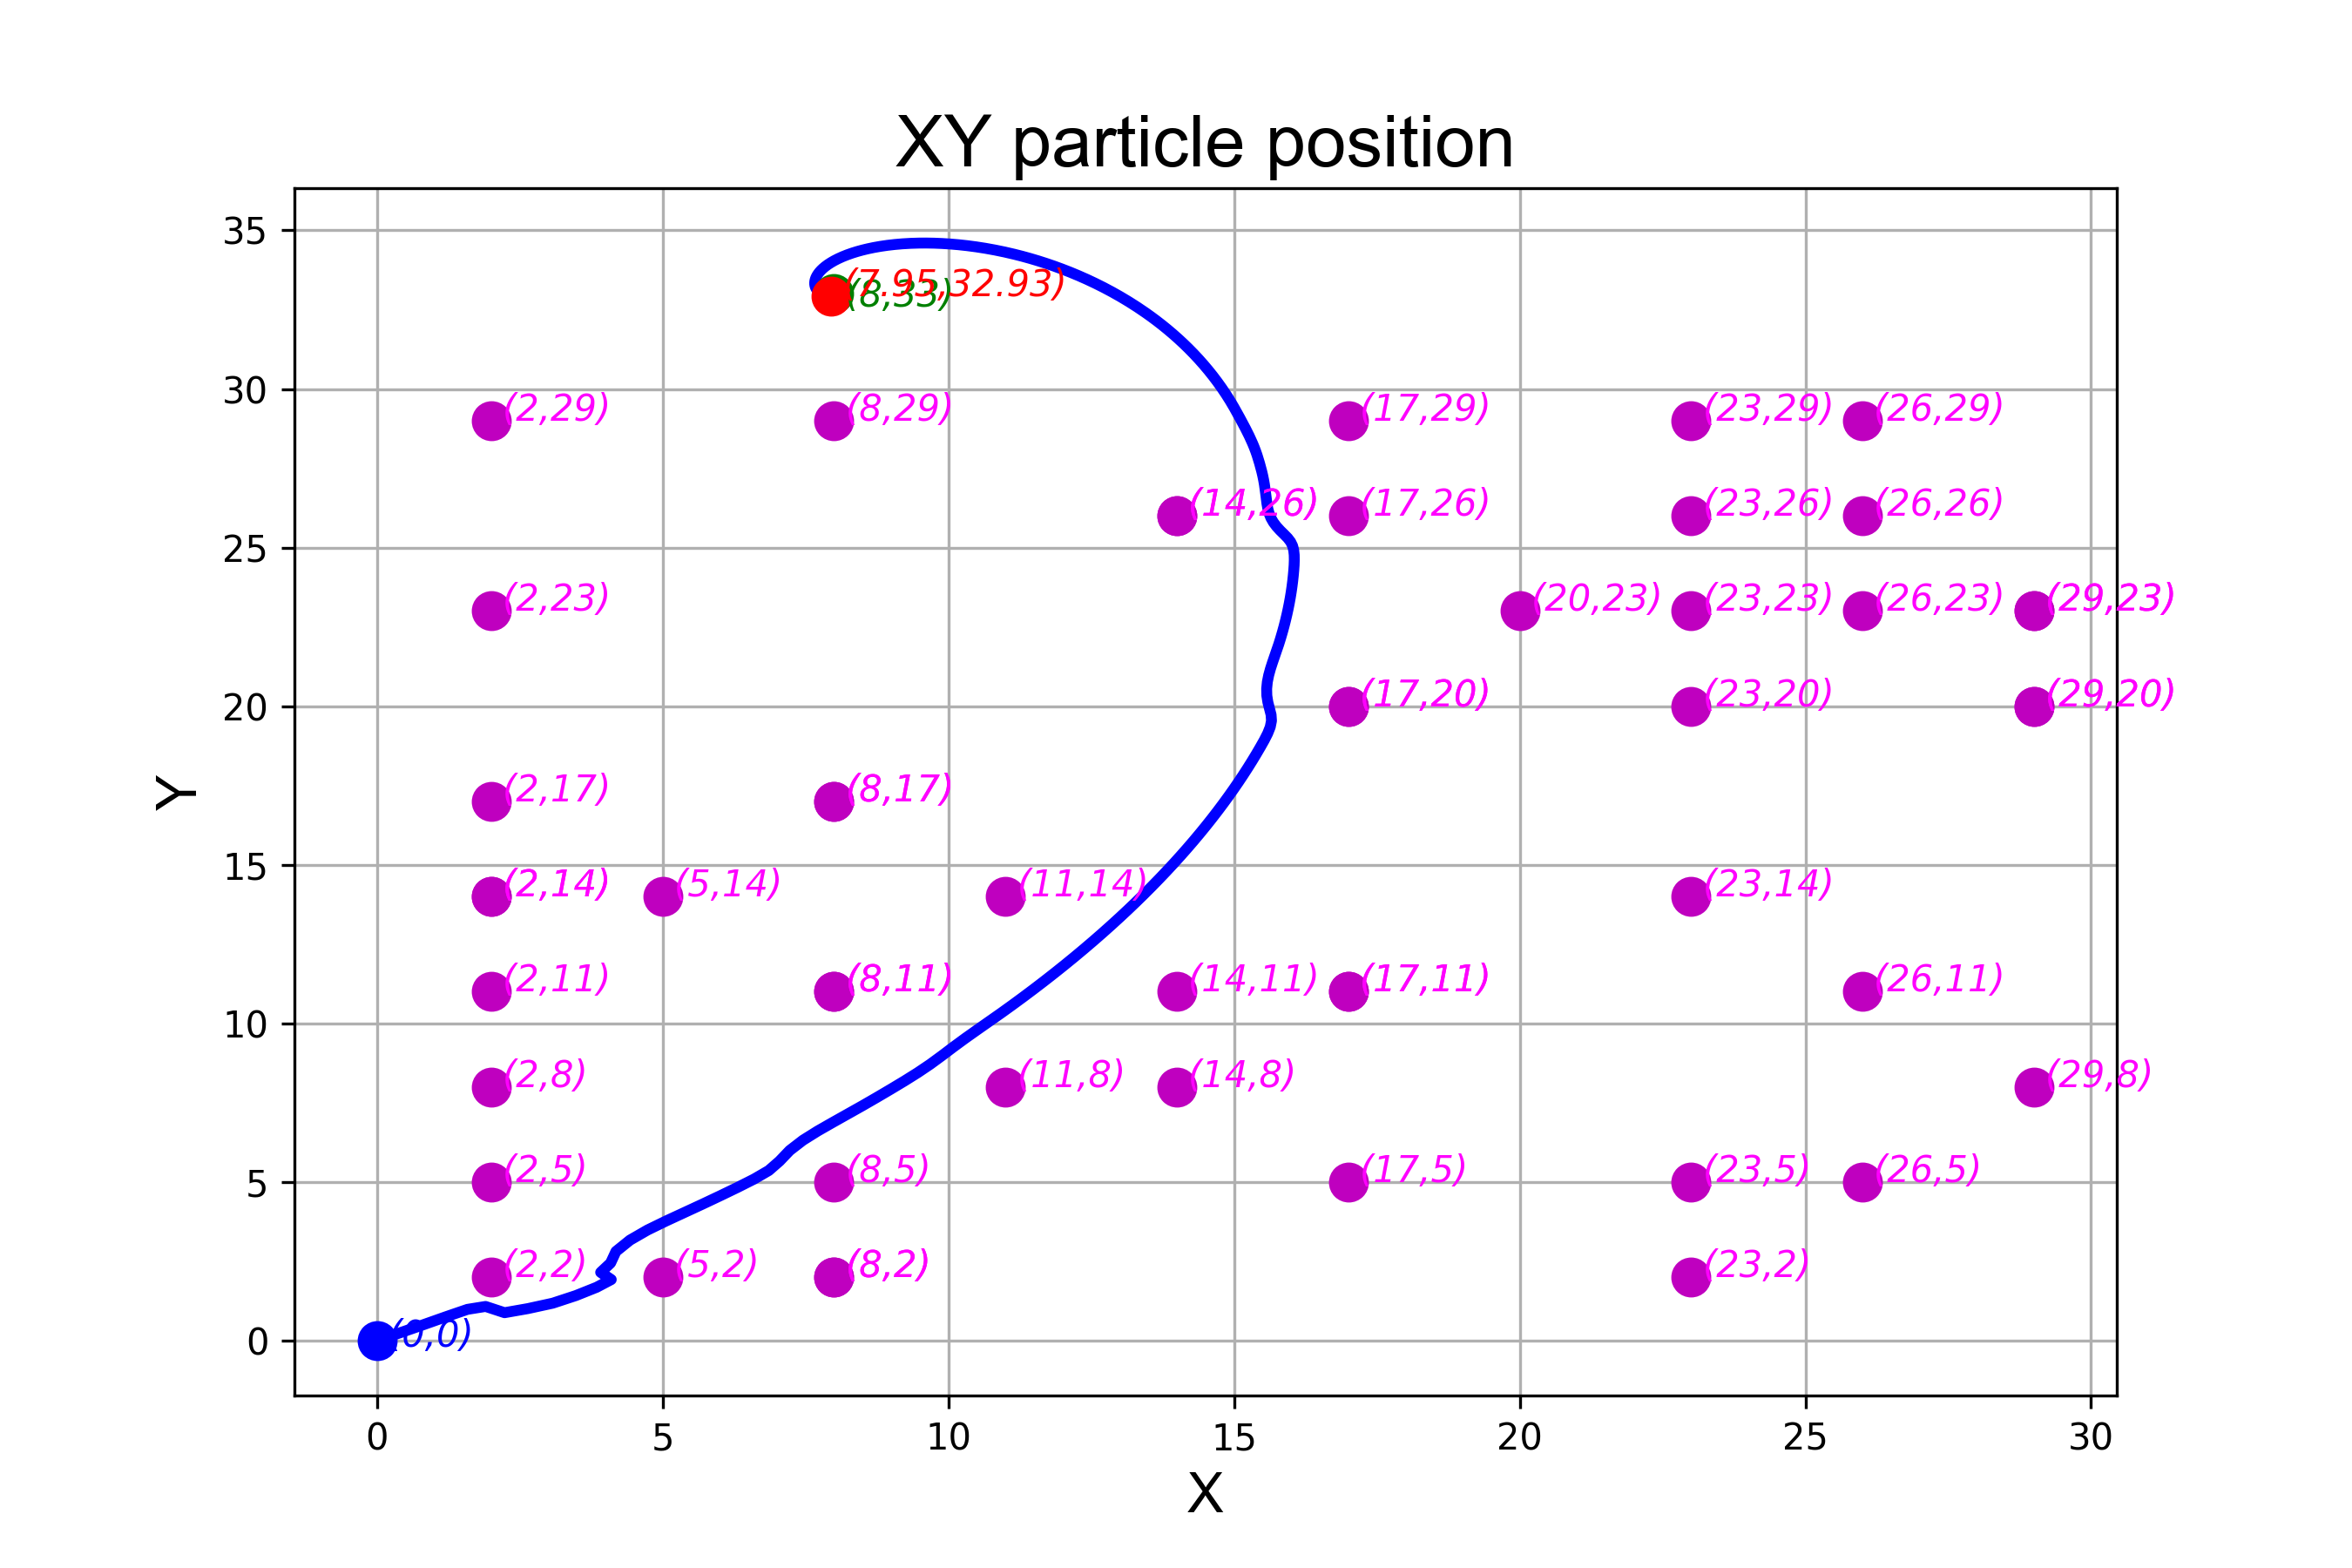 XY particle position
35
(7.95,32.93)
(8,33)
30
(2,29) (8,29) (17,29) (23,29) (26,29)
(14,26) (17,26) (23,26) (26,26)
25
(2,23) (20,23) (23,23) (26,23) (29,23)
20 (17,20) (23,20) (29,20)
Y
(2,17) (8,17)
15
(2,14) (5,14) (11,14) (23,14)
(2,11) (8,11) (14,11) (17,11) (26,11)
10
(2,8) (11,8) (14,8) (29,8)
5 (2,5) (8,5) (17,5) (23,5) (26,5)
(2,2) (5,2) (8,2) (23,2)
0 (0,0)
0 5 10 15 20 25 30
X